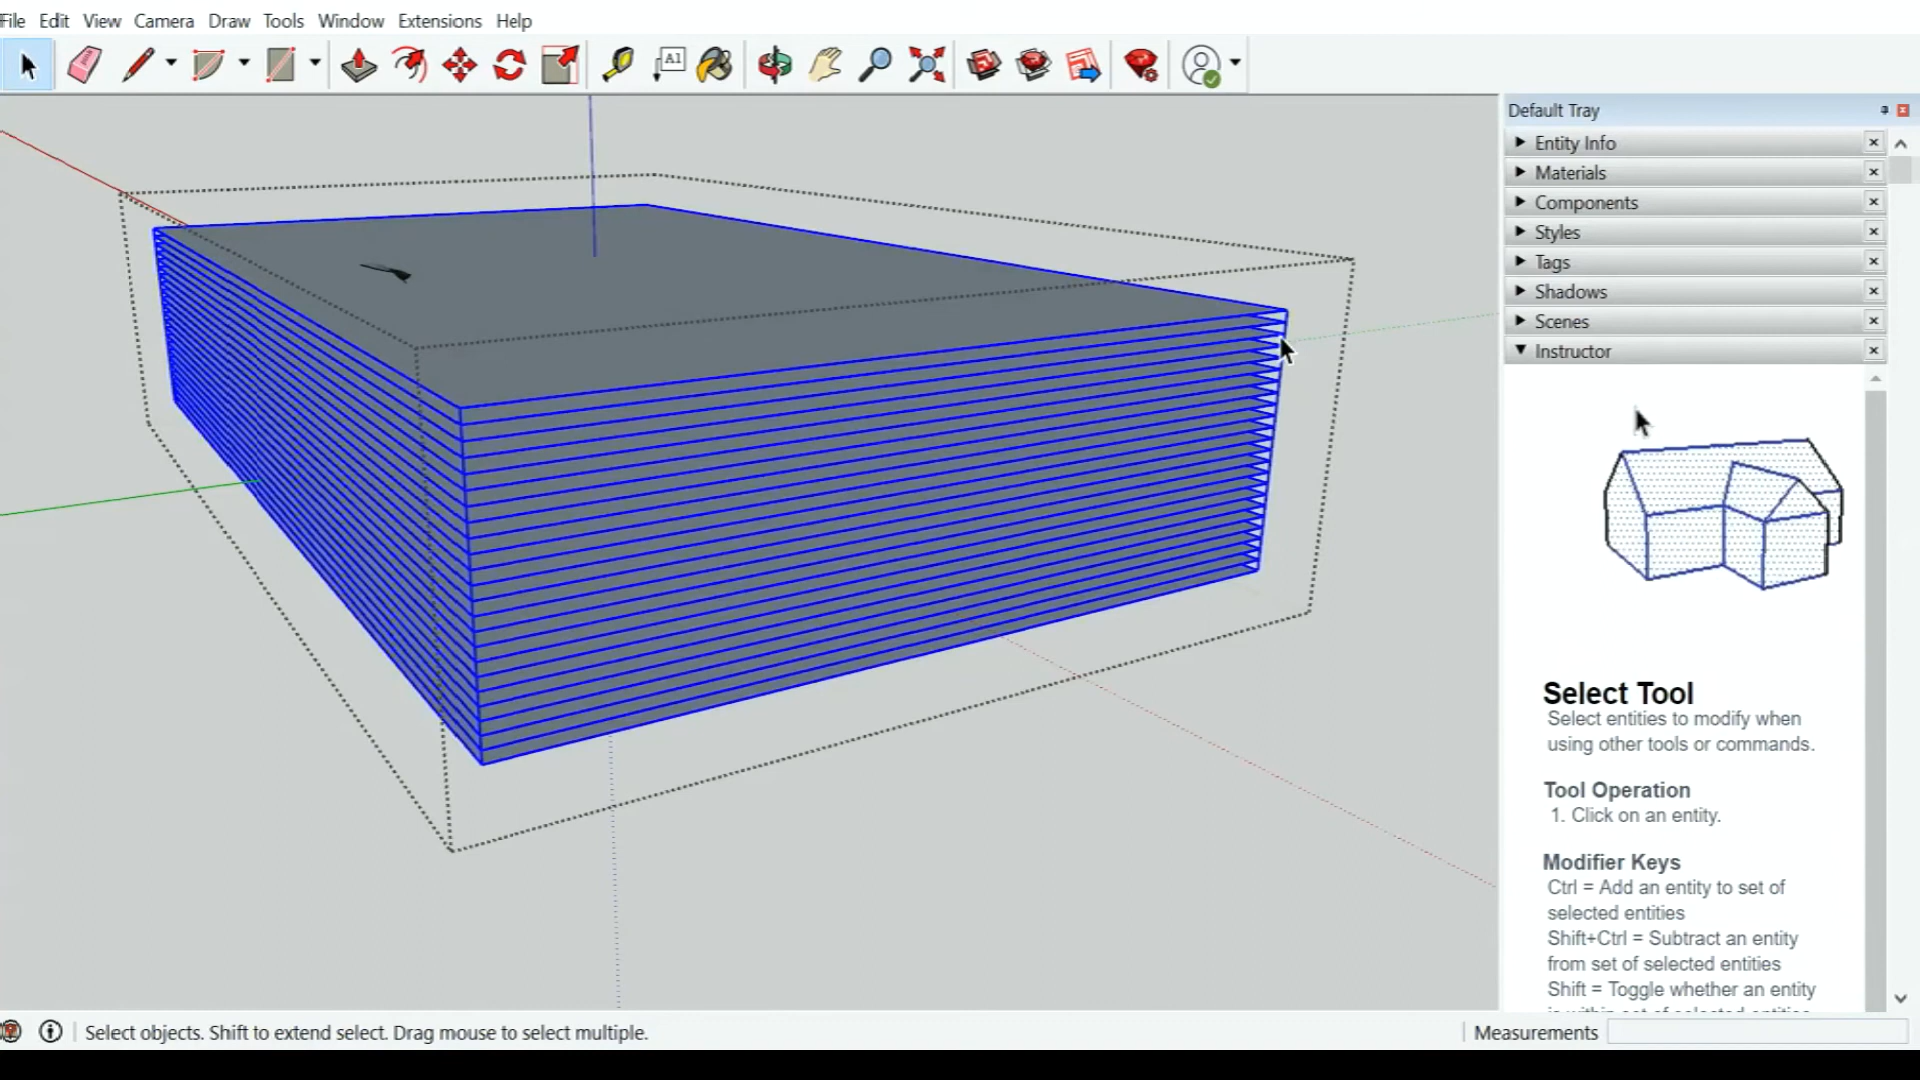 File Edit View Camera Draw Tools Window Extensions Help
A1
Default Tray
Entity Info
Materials
Components
Styles
Tags
Shadows
Scenes
Instructor
Select Tool
Select entities to modify when
using other tools or commands.
Tool Operation
1. Click on an entity.
Modifier Keys
Ctrl = Add an entity to set of
selected entities
Shift+Ctrl = Subtract an entity
from set of selected entities
Shift = Toggle whether an entity
Select objects. Shift to extend select. Drag mouse to select multiple.
Measurements